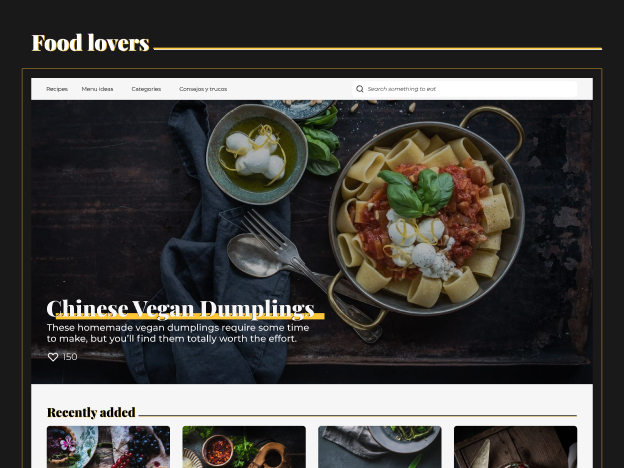 Food lovers
Recipes Menu ideas Categories Consejos y trucos Search something to eat
Chinese Vegan Dumplings
These homemade vegan dumplings require some time
to make, but you'll find them totally worth the effort.
150
Recently added